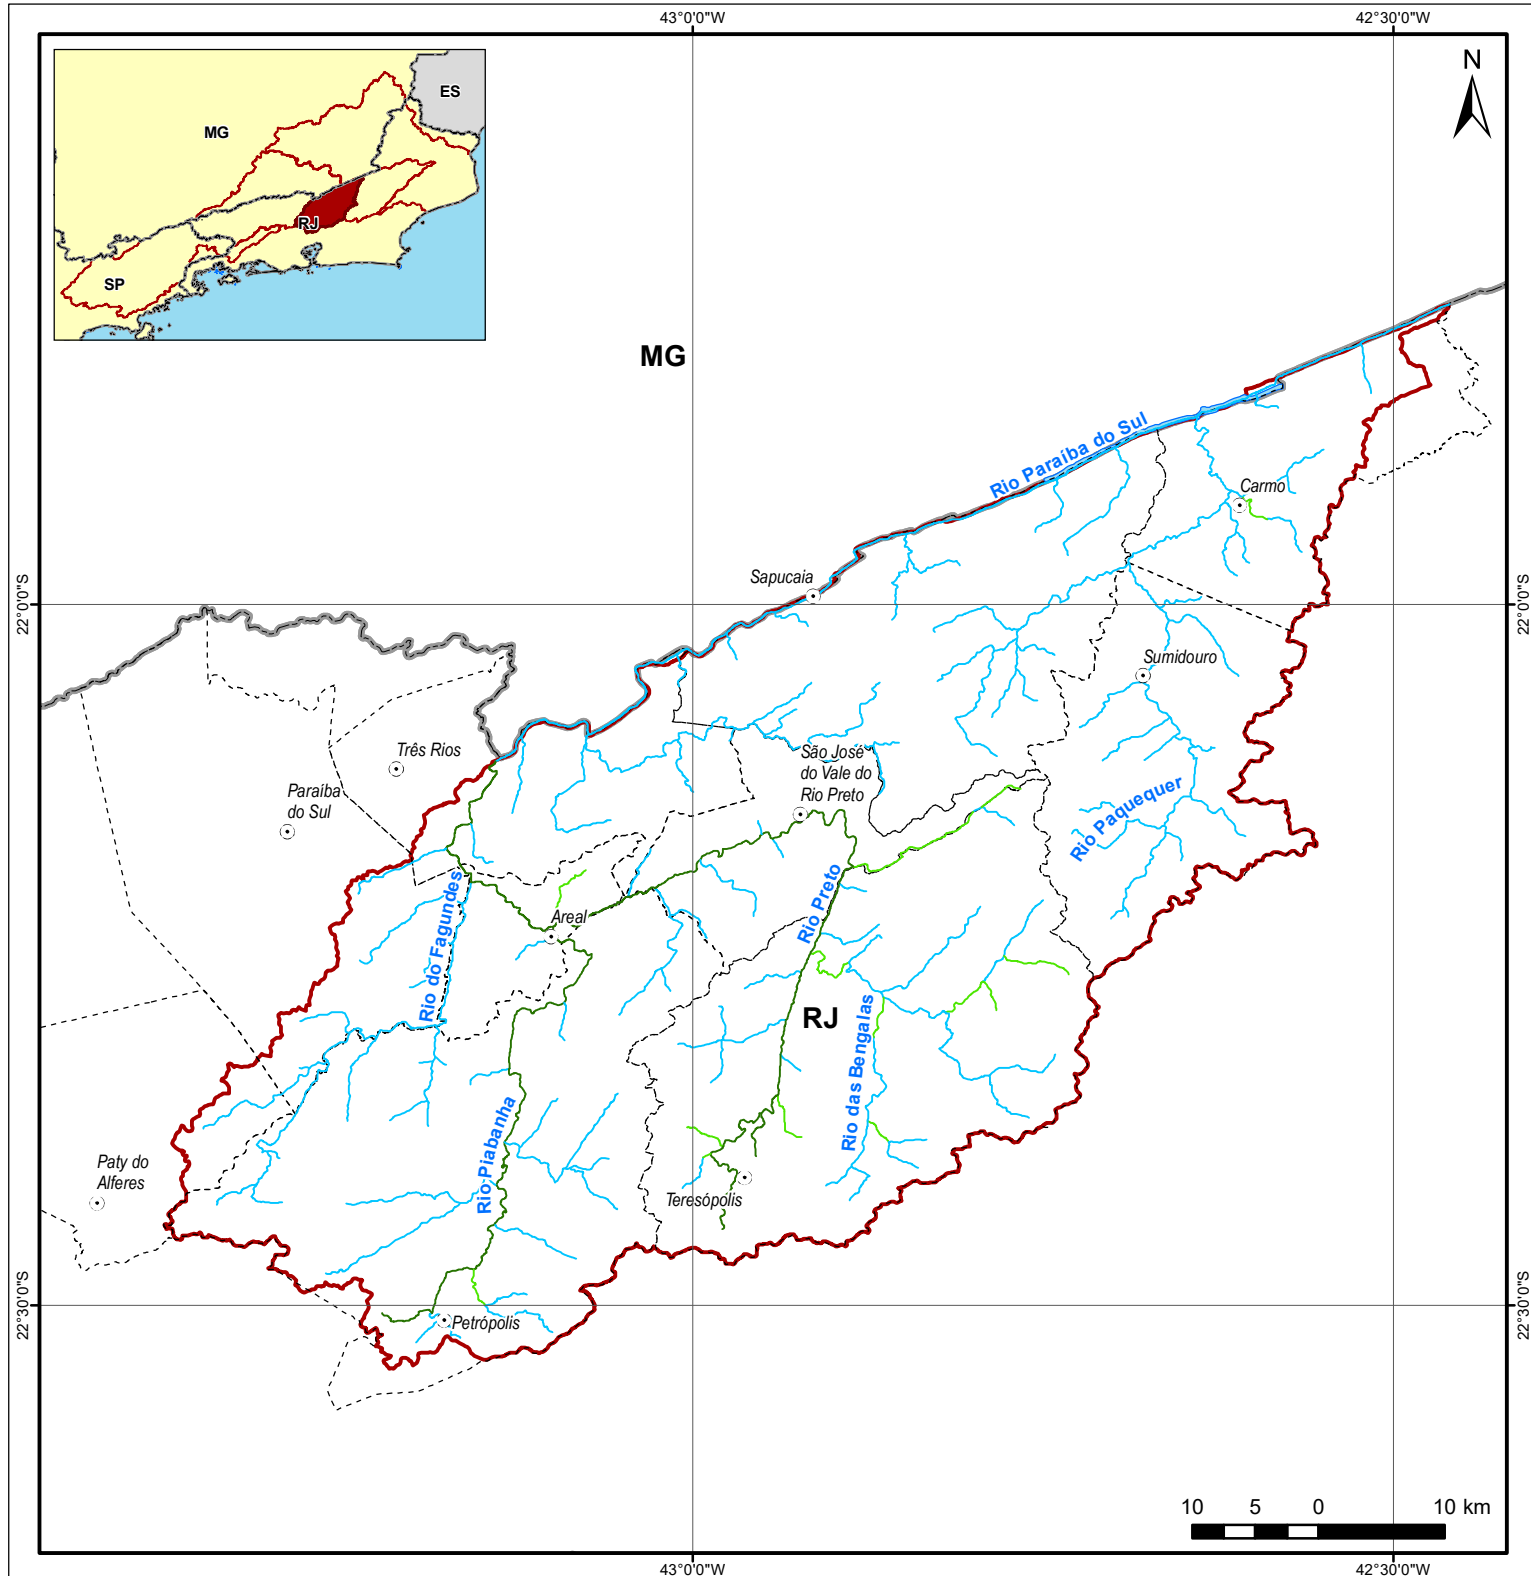 43°0'0"W
42°30'0"W
N
ES
MG
RJ
SP
MG
Rio Paraíba do Sul
Carmo
Sapucaia
22°0'0"S
22°0'0"S
Sumidouro
Três Rios
São José
do Vale do
Rio Preto
Paraíba
do Sul
Rio Paquequer
Rio do Fagundes
Areal
Rio Preto
RJ
Rio das Bengalas
Rio Piabanha
Paty do
Alferes
Teresópolis
22°30'0"S
22°30'0"S
Petrópolis
10 5 0 10 km
43°0'0"W
42°30'0"W